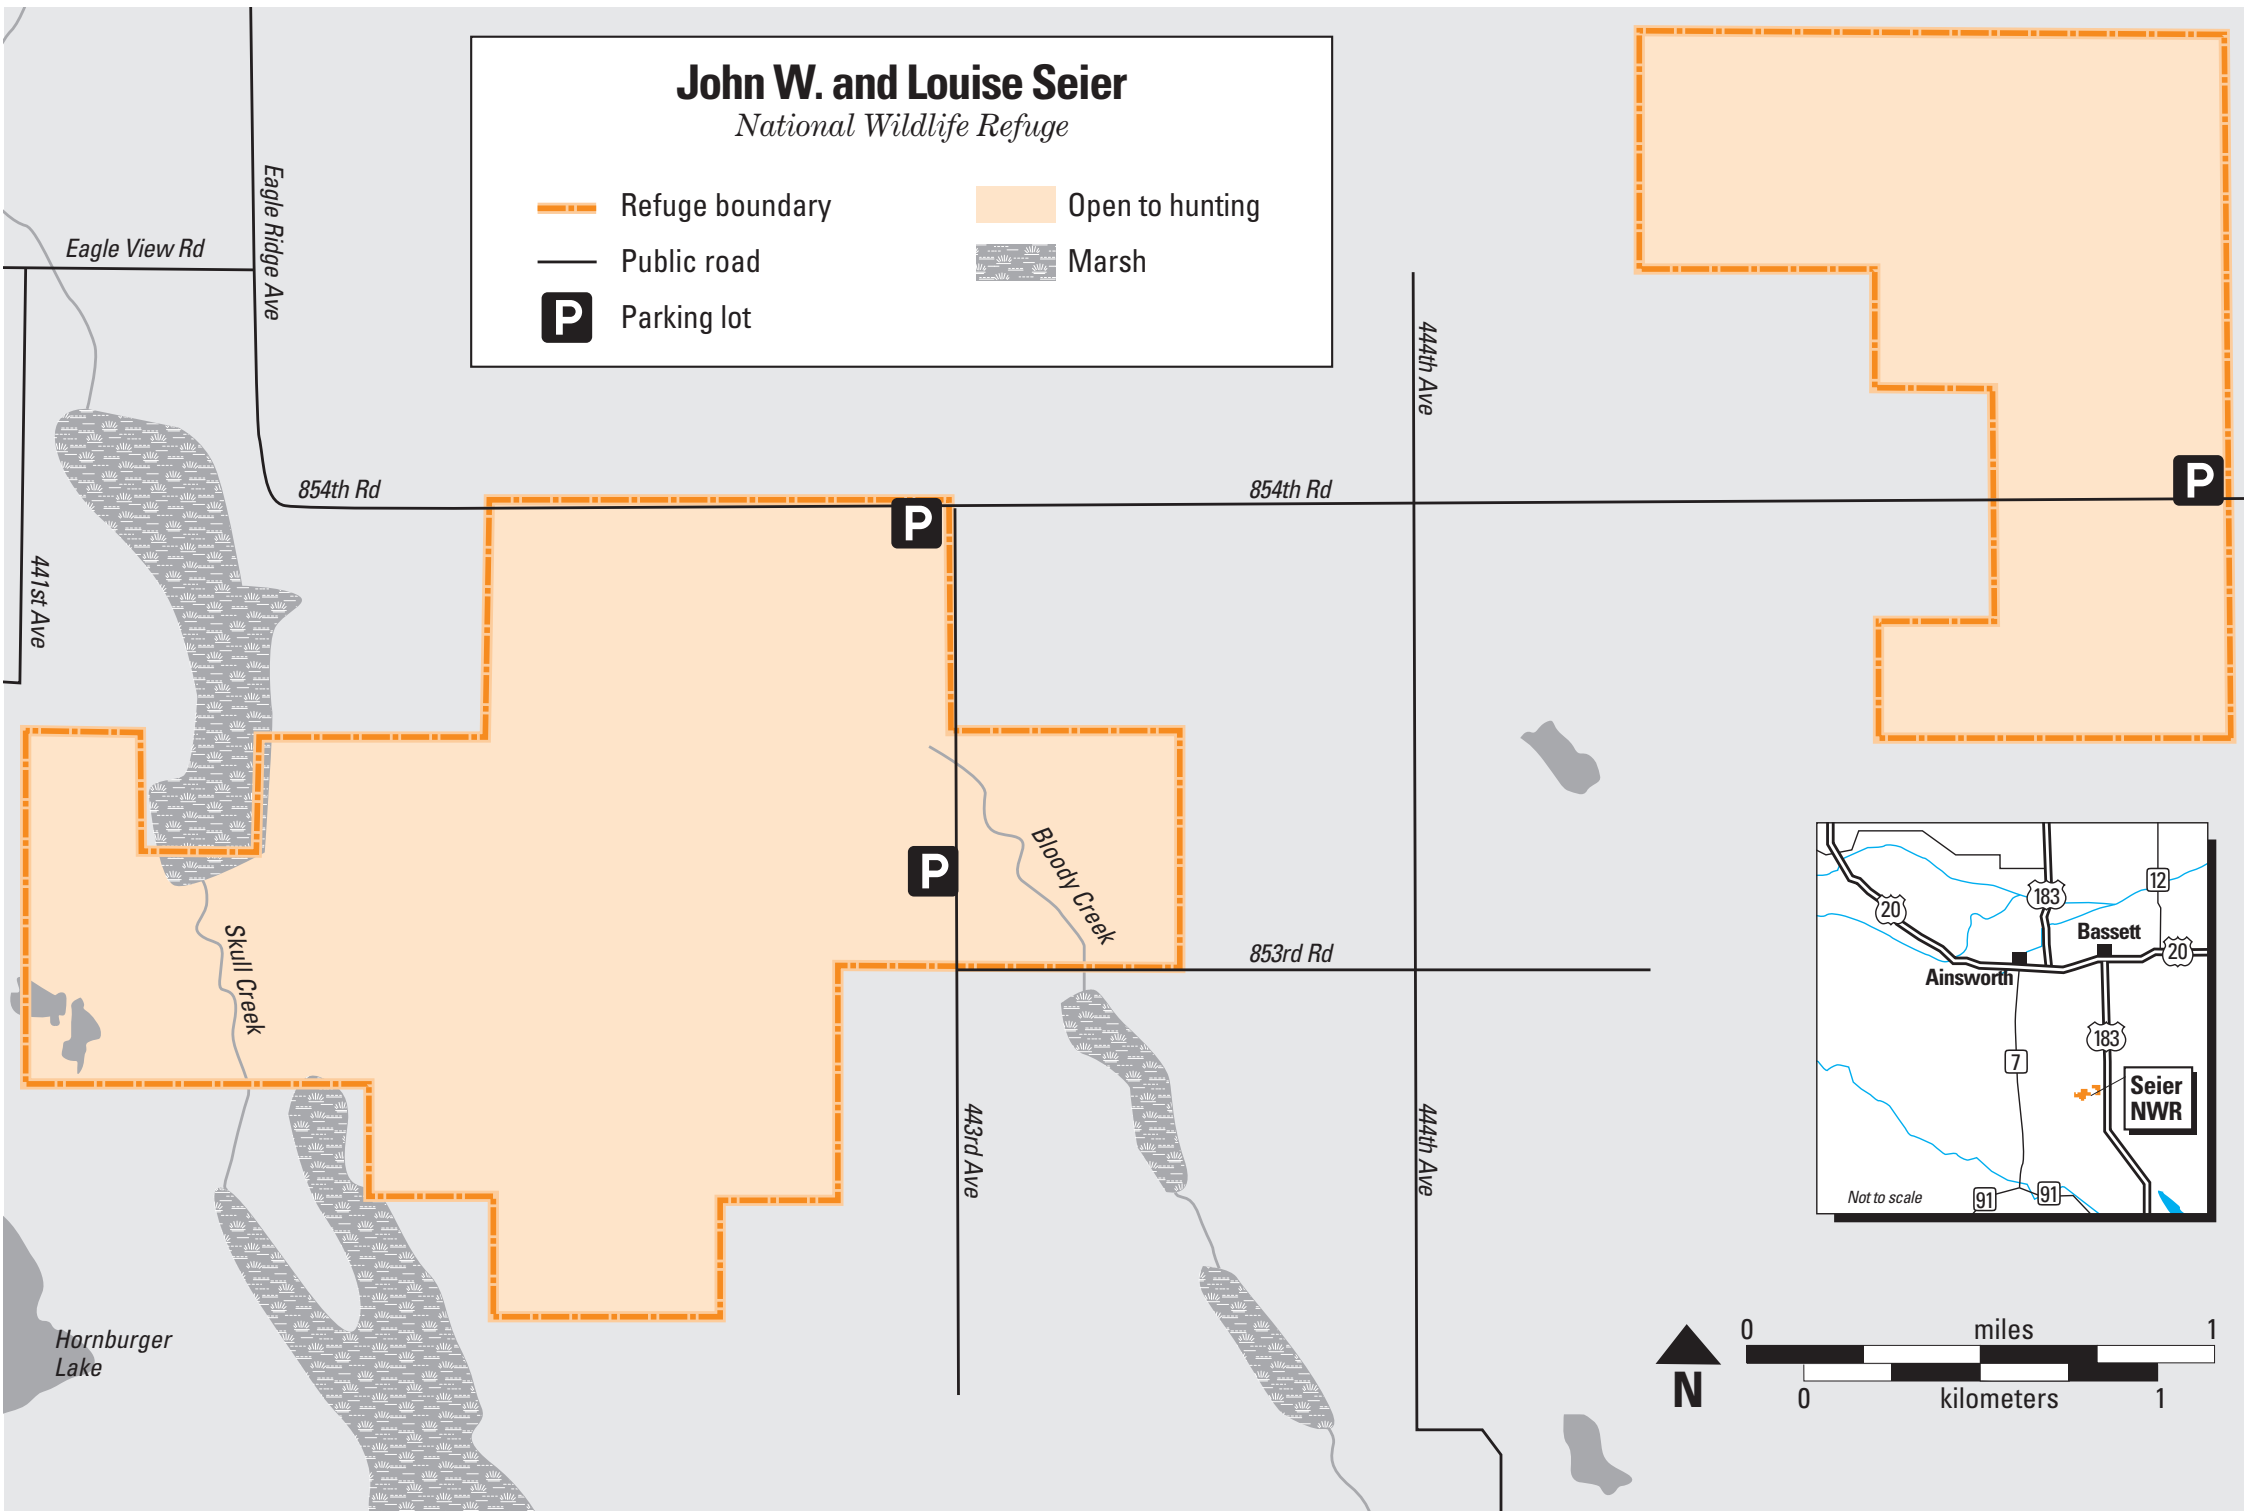 John W. and Louise Seier
National Wildlife Refuge
Refuge boundary
Open to hunting
Public road
Marsh
P
Parking lot
Eagle View Rd
Eagle Ridge Ave
444th Ave
854th Rd
854th Rd
P
P
441st Ave
P
Bloody Creek
Skull Creek
853rd Rd
443rd Ave
444th Ave
Hornburger
Lake
20
183
12
Bassett
20
Ainsworth
183
7
Seier
NWR
Not to scale
91
91
0 miles 1
N
0 kilometers 1